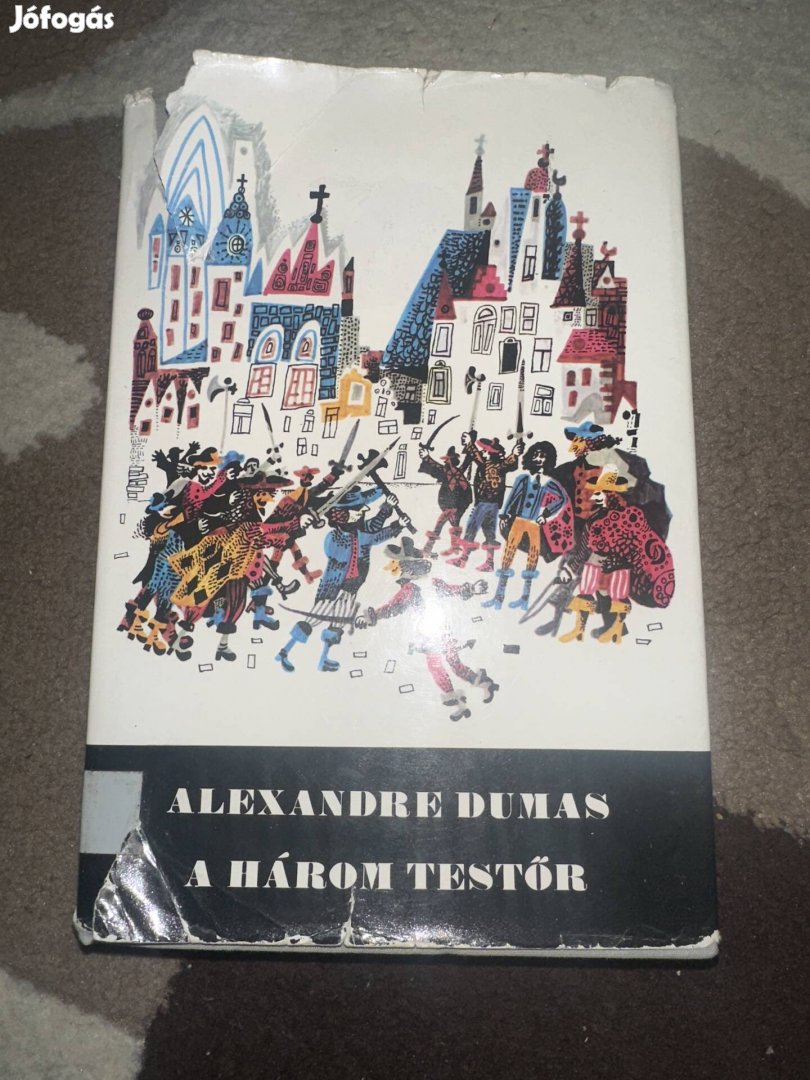 Jófogás
ALEXANDRE DUMAS
A HÁROM TESTŐR